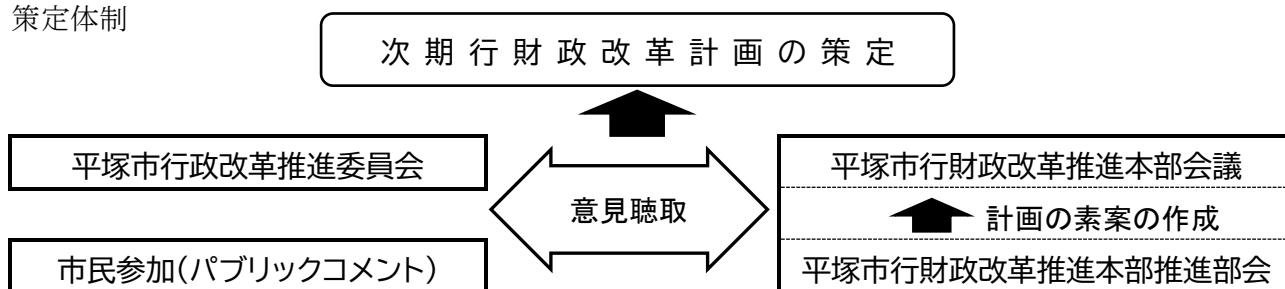 策定体制
次期行財政改革計画の策定
平塚市行政改革推進委員会
市民参加(パブリックコメント)
意見聴取
平塚市行財政改革推進本部会議
計画の素案の作成
平塚市行財政改革推進本部推進部会